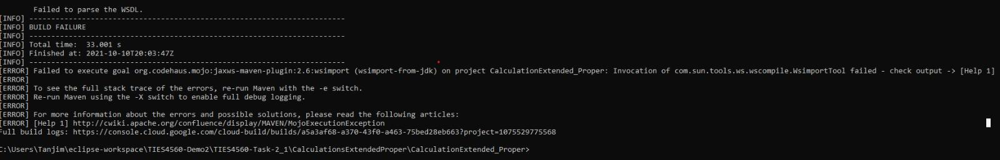 Failed to parse the WSDL.
[INFO] ------------------------------------------------------------------------
[INFO] BUILD FAILURE
[INFO] ------------------------------------------------------------------------
[INFO] Total time:  33.001 s
[INFO] Finished at: 2021-10-10T20:03:47Z
[INFO] ------------------------------------------------------------------------
[ERROR] Failed to execute goal org.codehaus.mojo:jaxws-maven-plugin:2.6:wsimport (wsimport-from-jdk) on project CalculationExtended_Proper: Invocation of com.sun.tools.ws.wscompile.WsimportTool failed - check output -> [Help 1]
[ERROR]
[ERROR] To see the full stack trace of the errors, re-run Maven with the -e switch.
[ERROR] Re-run Maven using the -X switch to enable full debug logging.
[ERROR]
[ERROR] For more information about the errors and possible solutions, please read the following articles:
[ERROR] [Help 1] http://cwiki.apache.org/confluence/display/MAVEN/MojoExecutionException
Full build logs: https://console.cloud.google.com/cloud-build/builds/a5a3af68-a370-43f0-a463-75bed28eb663?project=1075529775568
C:\Users\Tanjim\eclipse-workspace\TIES4560-Demo2\TIES4560-Task-2_1\CalculationsExtendedProper\CalculationExtended_Proper>